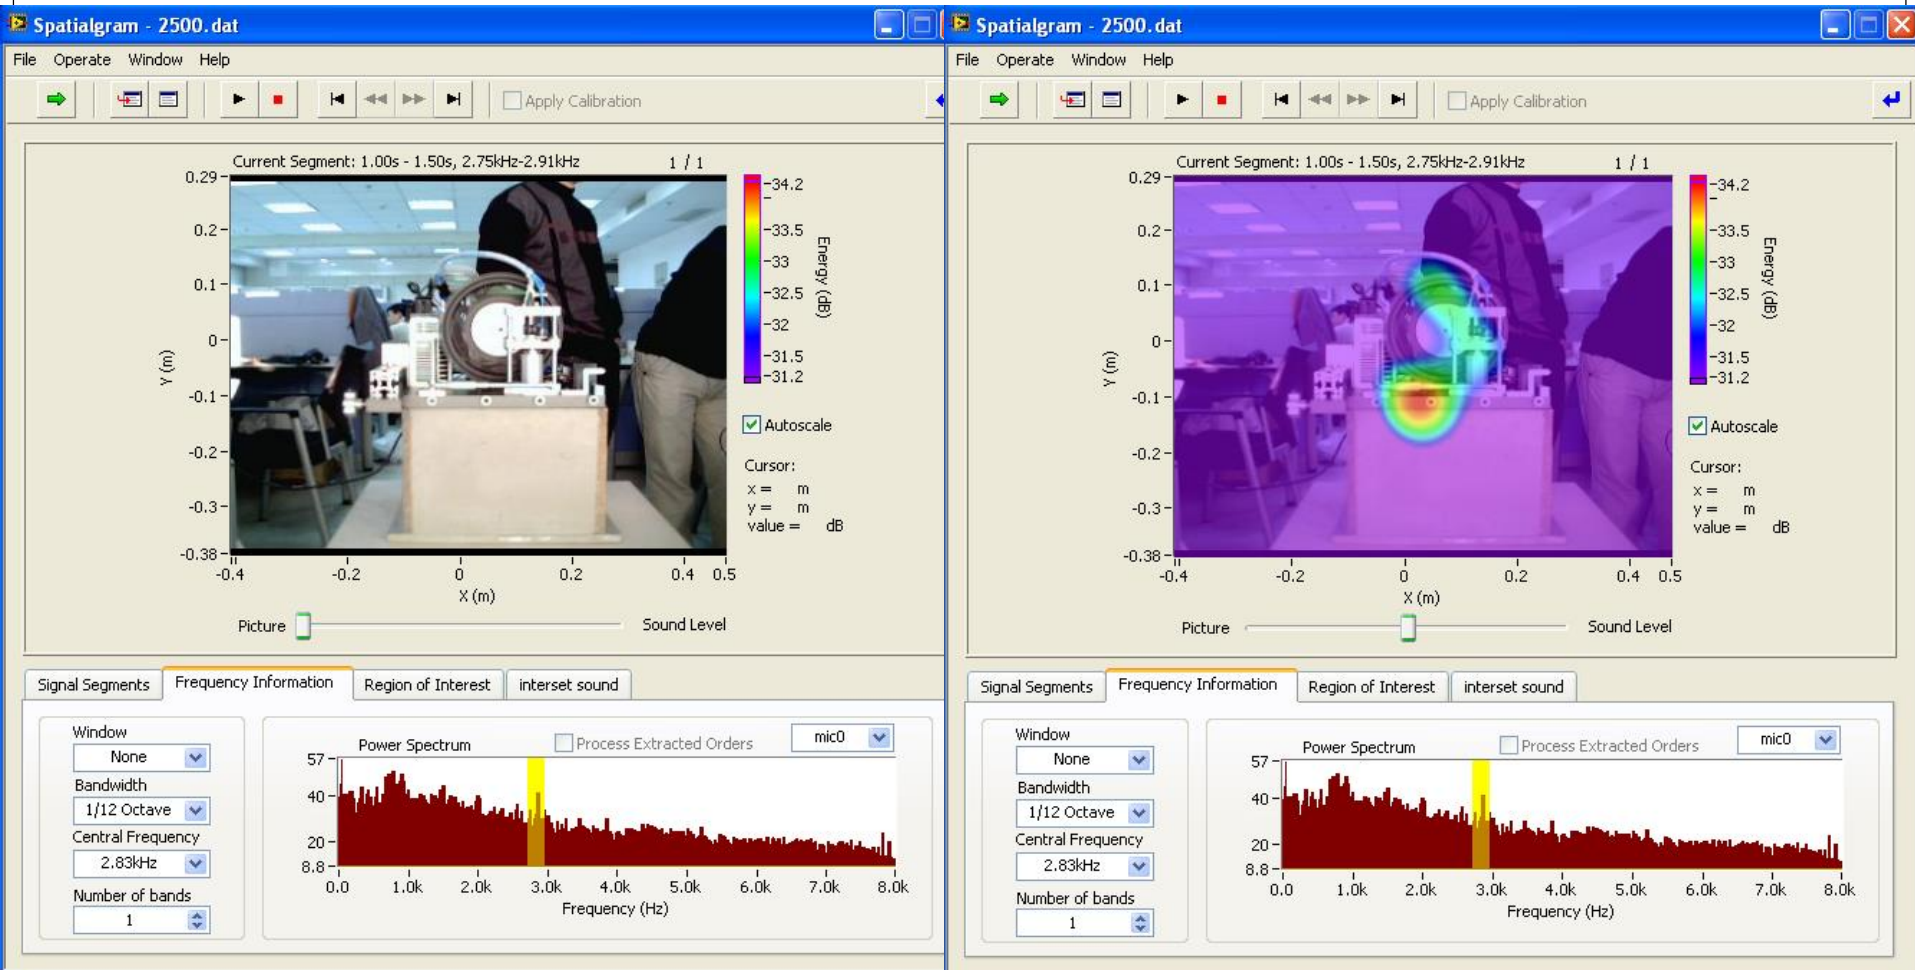 Spatialgram - 2500.dat
File Operate Window Help
Apply Calibration
Current Segment: 1.00s - 1.50s, 2.75kHz-2.91kHz 1 / 1
0.29
0.2
0.1
0
-0.1
-0.2
-0.3
-0.38
Y (m)
-0.4 -0.2 0 0.2 0.4 0.5
X (m)
-34.2
-33.5
-33
-32.5
-32
-31.5
-31.2
Energy (dB)
Autoscale
Cursor:
x = m
y = m
value = dB
Picture Sound Level
Signal Segments Frequency Information Region of Interest interset sound
Window
None
Bandwidth
1/12 Octave
Central Frequency
2.83kHz
Number of bands
1
Power Spectrum Process Extracted Orders mic0
57
40
20
8.8
0.0 1.0k 2.0k 3.0k 4.0k 5.0k 6.0k 7.0k 8.0k
Frequency (Hz)
Spatialgram - 2500.dat
File Operate Window Help
Apply Calibration
Current Segment: 1.00s - 1.50s, 2.75kHz-2.91kHz 1 / 1
0.29
0.2
0.1
0
-0.1
-0.2
-0.3
-0.38
Y (m)
-0.4 -0.2 0 0.2 0.4 0.5
X (m)
-34.2
-33.5
-33
-32.5
-32
-31.5
-31.2
Energy (dB)
Autoscale
Cursor:
x = m
y = m
value = dB
Picture Sound Level
Signal Segments Frequency Information Region of Interest interset sound
Window
None
Bandwidth
1/12 Octave
Central Frequency
2.83kHz
Number of bands
1
Power Spectrum Process Extracted Orders mic0
57
40
20
8.8
0.0 1.0k 2.0k 3.0k 4.0k 5.0k 6.0k 7.0k 8.0k
Frequency (Hz)